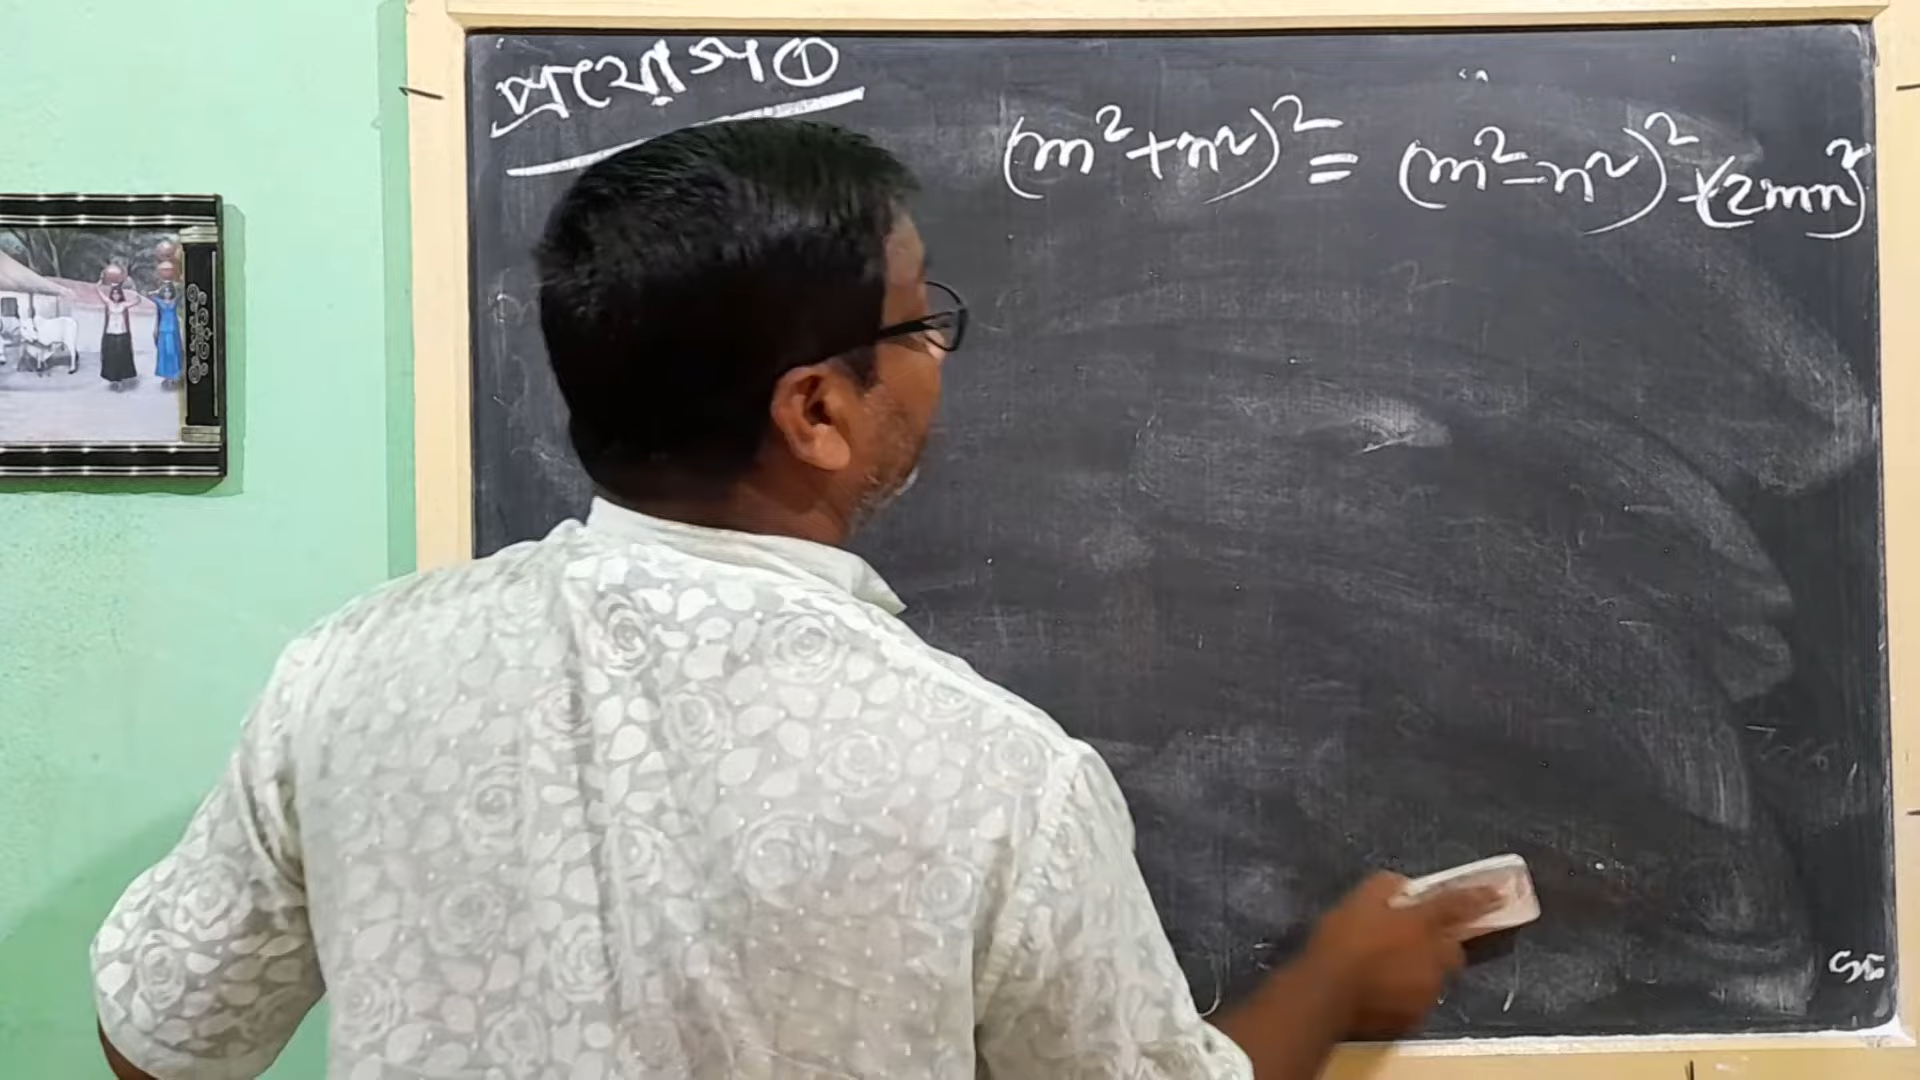 প্রয়োগ ①
(m²+n²)² = (m²-n²)²+(2mn)²